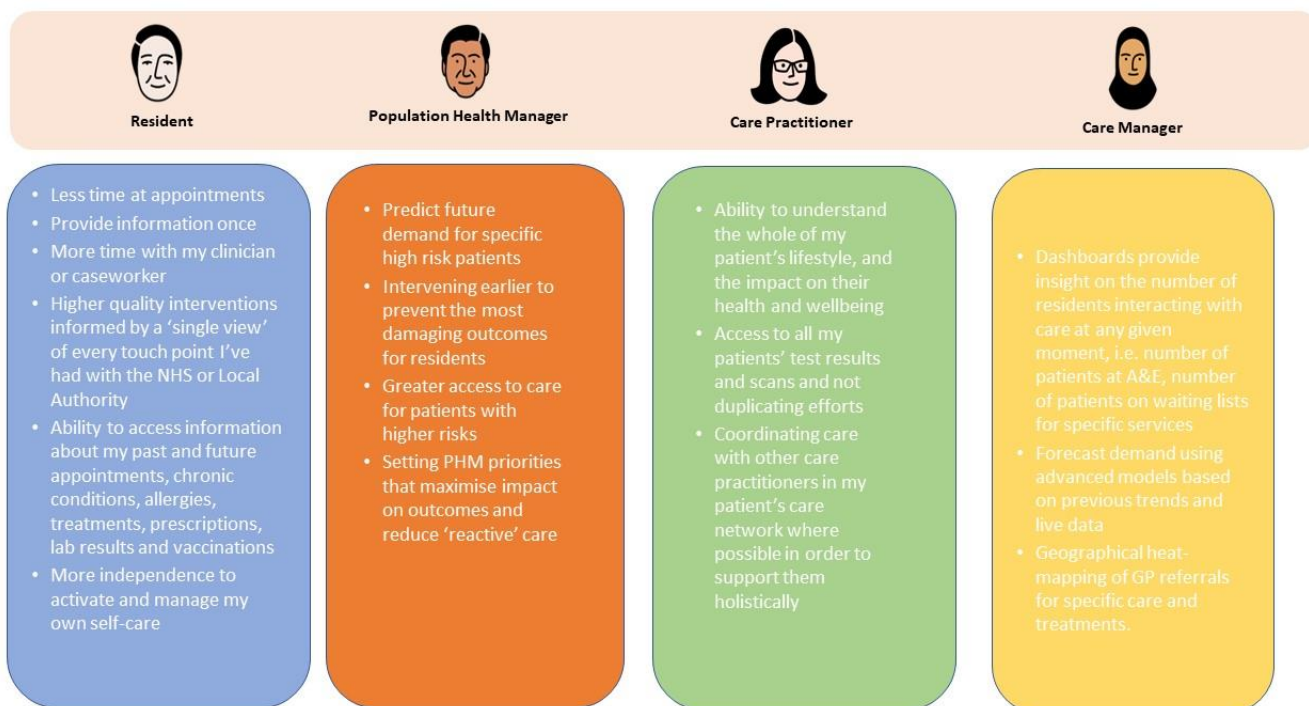 Resident
Population Health Manager
Care Practitioner
Care Manager
• Less time at appointments
• Provide information once
• More time with my clinician
or caseworker
• Higher quality interventions
informed by a ‘single view’
of every touch point I’ve
had with the NHS or Local
Authority
• Ability to access information
about my past and future
appointments, chronic
conditions, allergies,
treatments, prescriptions,
lab results and vaccinations
• More independence to
activate and manage my
own self-care
• Predict future
demand for specific
high risk patients
• Intervening earlier to
prevent the most
damaging outcomes
for residents
• Greater access to care
for patients with
higher risks
• Setting PHM priorities
that maximise impact
on outcomes and
reduce ‘reactive’ care
• Ability to understand
the whole of my
patient’s lifestyle, and
the impact on their
health and wellbeing
• Access to all my
patients’ test results
and scans and not
duplicating efforts
• Coordinating care
with other care
practitioners in my
patient’s care
network where
possible in order to
support them
holistically
• Dashboards provide
insight on the number of
residents interacting with
care at any given
moment, i.e. number of
patients at A&E, number
of patients on waiting lists
for specific services
• Forecast demand using
advanced models based
on previous trends and
live data
• Geographical heat-
mapping of GP referrals
for specific care and
treatments.